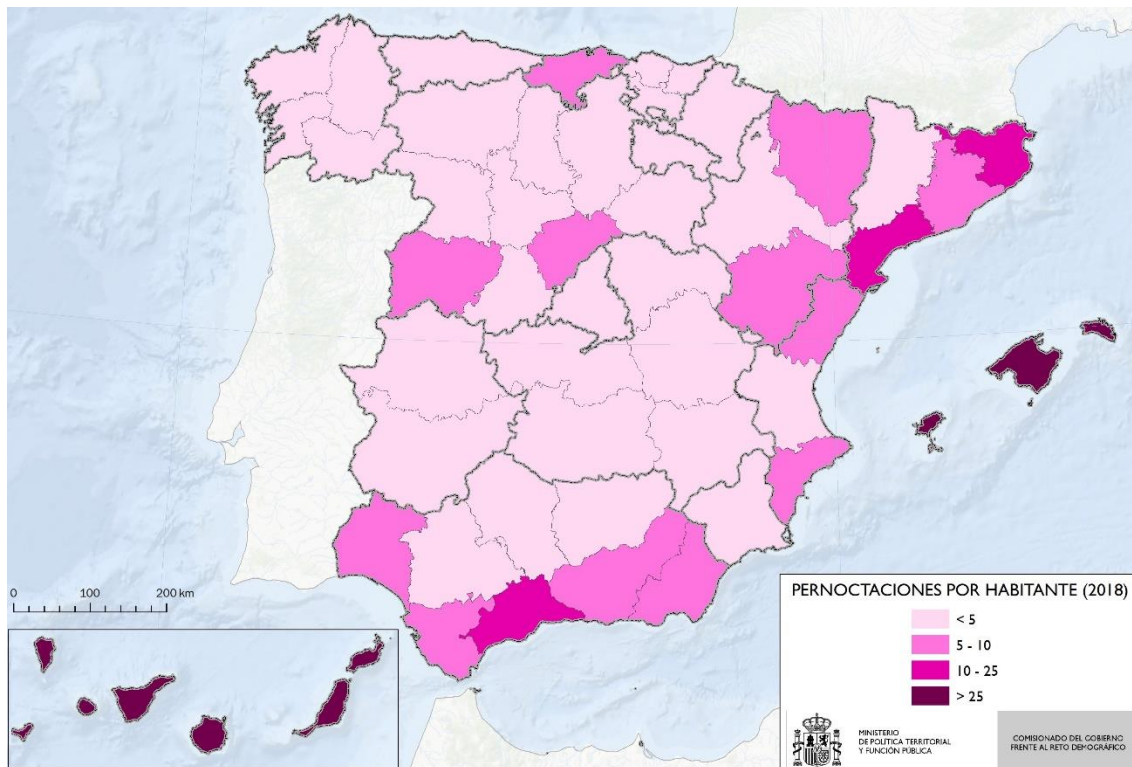 0 100 200 km
PERNOCTACIONES POR HABITANTE (2018)
< 5
5 - 10
10 - 25
> 25
MINISTERIO
DE POLÍTICA TERRITORIAL
Y FUNCIÓN PÚBLICA
COMISIONADO DEL GOBIERNO
FRENTE AL RETO DEMOGRÁFICO